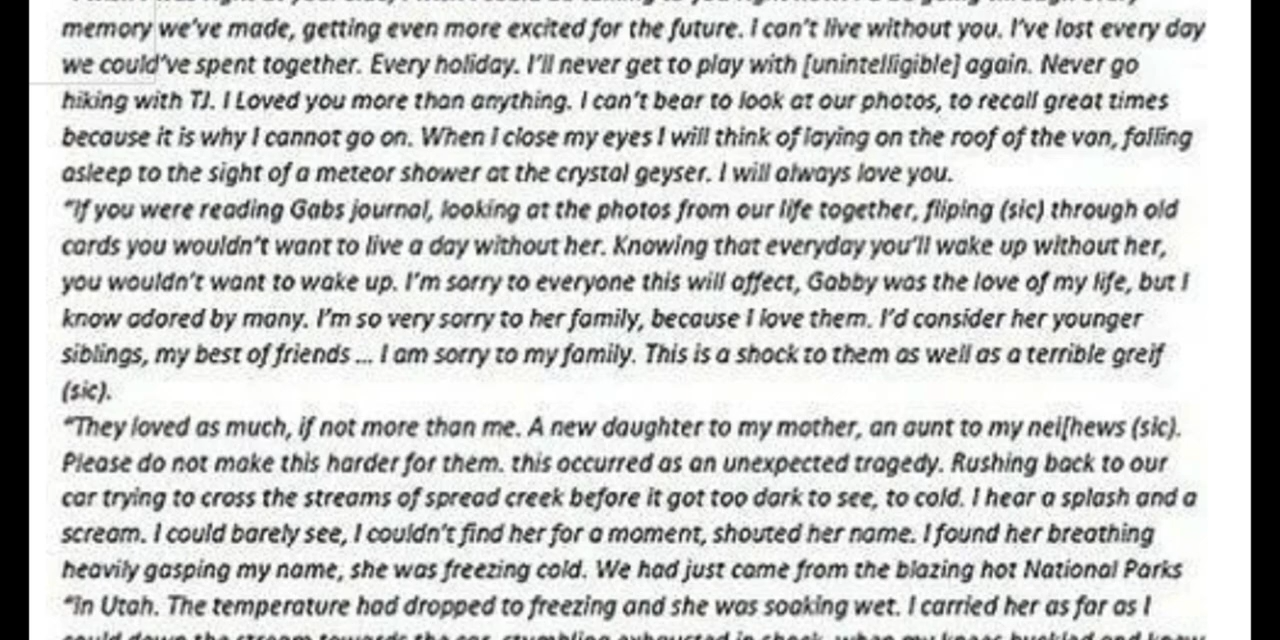 memory we've made, getting even more excited for the future. I can't live without you. I've lost every day
we could've spent together. Every holiday. I'll never get to play with [unintelligible] again. Never go
hiking with TJ. I Loved you more than anything. I can't bear to look at our photos, to recall great times
because it is why I cannot go on. When I close my eyes I will think of laying on the roof of the van, falling
asleep to the sight of a meteor shower at the crystal geyser. I will always love you.
"If you were reading Gabs journal, looking at the photos from our life together, fliping (sic) through old
cards you wouldn't want to live a day without her. Knowing that everyday you'll wake up without her,
you wouldn't want to wake up. I'm sorry to everyone this will affect, Gabby was the love of my life, but I
know adored by many. I'm so very sorry to her family, because I love them. I'd consider her younger
siblings, my best of friends ... I am sorry to my family. This is a shock to them as well as a terrible greif
(sic).
"They loved as much, if not more than me. A new daughter to my mother, an aunt to my nei[hews (sic).
Please do not make this harder for them. this occurred as an unexpected tragedy. Rushing back to our
car trying to cross the streams of spread creek before it got too dark to see, to cold. I hear a splash and a
scream. I could barely see, I couldn't find her for a moment, shouted her name. I found her breathing
heavily gasping my name, she was freezing cold. We had just came from the blazing hot National Parks
"In Utah. The temperature had dropped to freezing and she was soaking wet. I carried her as far as I